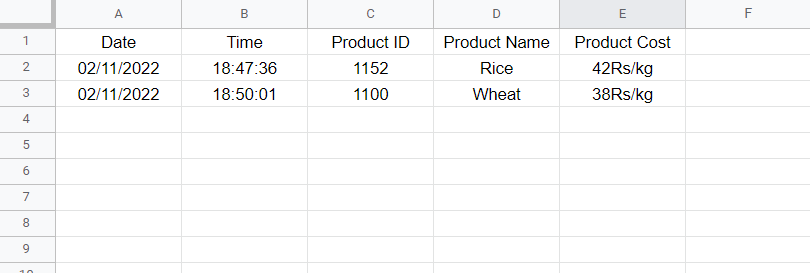 A B C D E F
1 Date Time Product ID Product Name Product Cost
2 02/11/2022 18:47:36 1152 Rice 42Rs/kg
3 02/11/2022 18:50:01 1100 Wheat 38Rs/kg
4
5
6
7
8
9